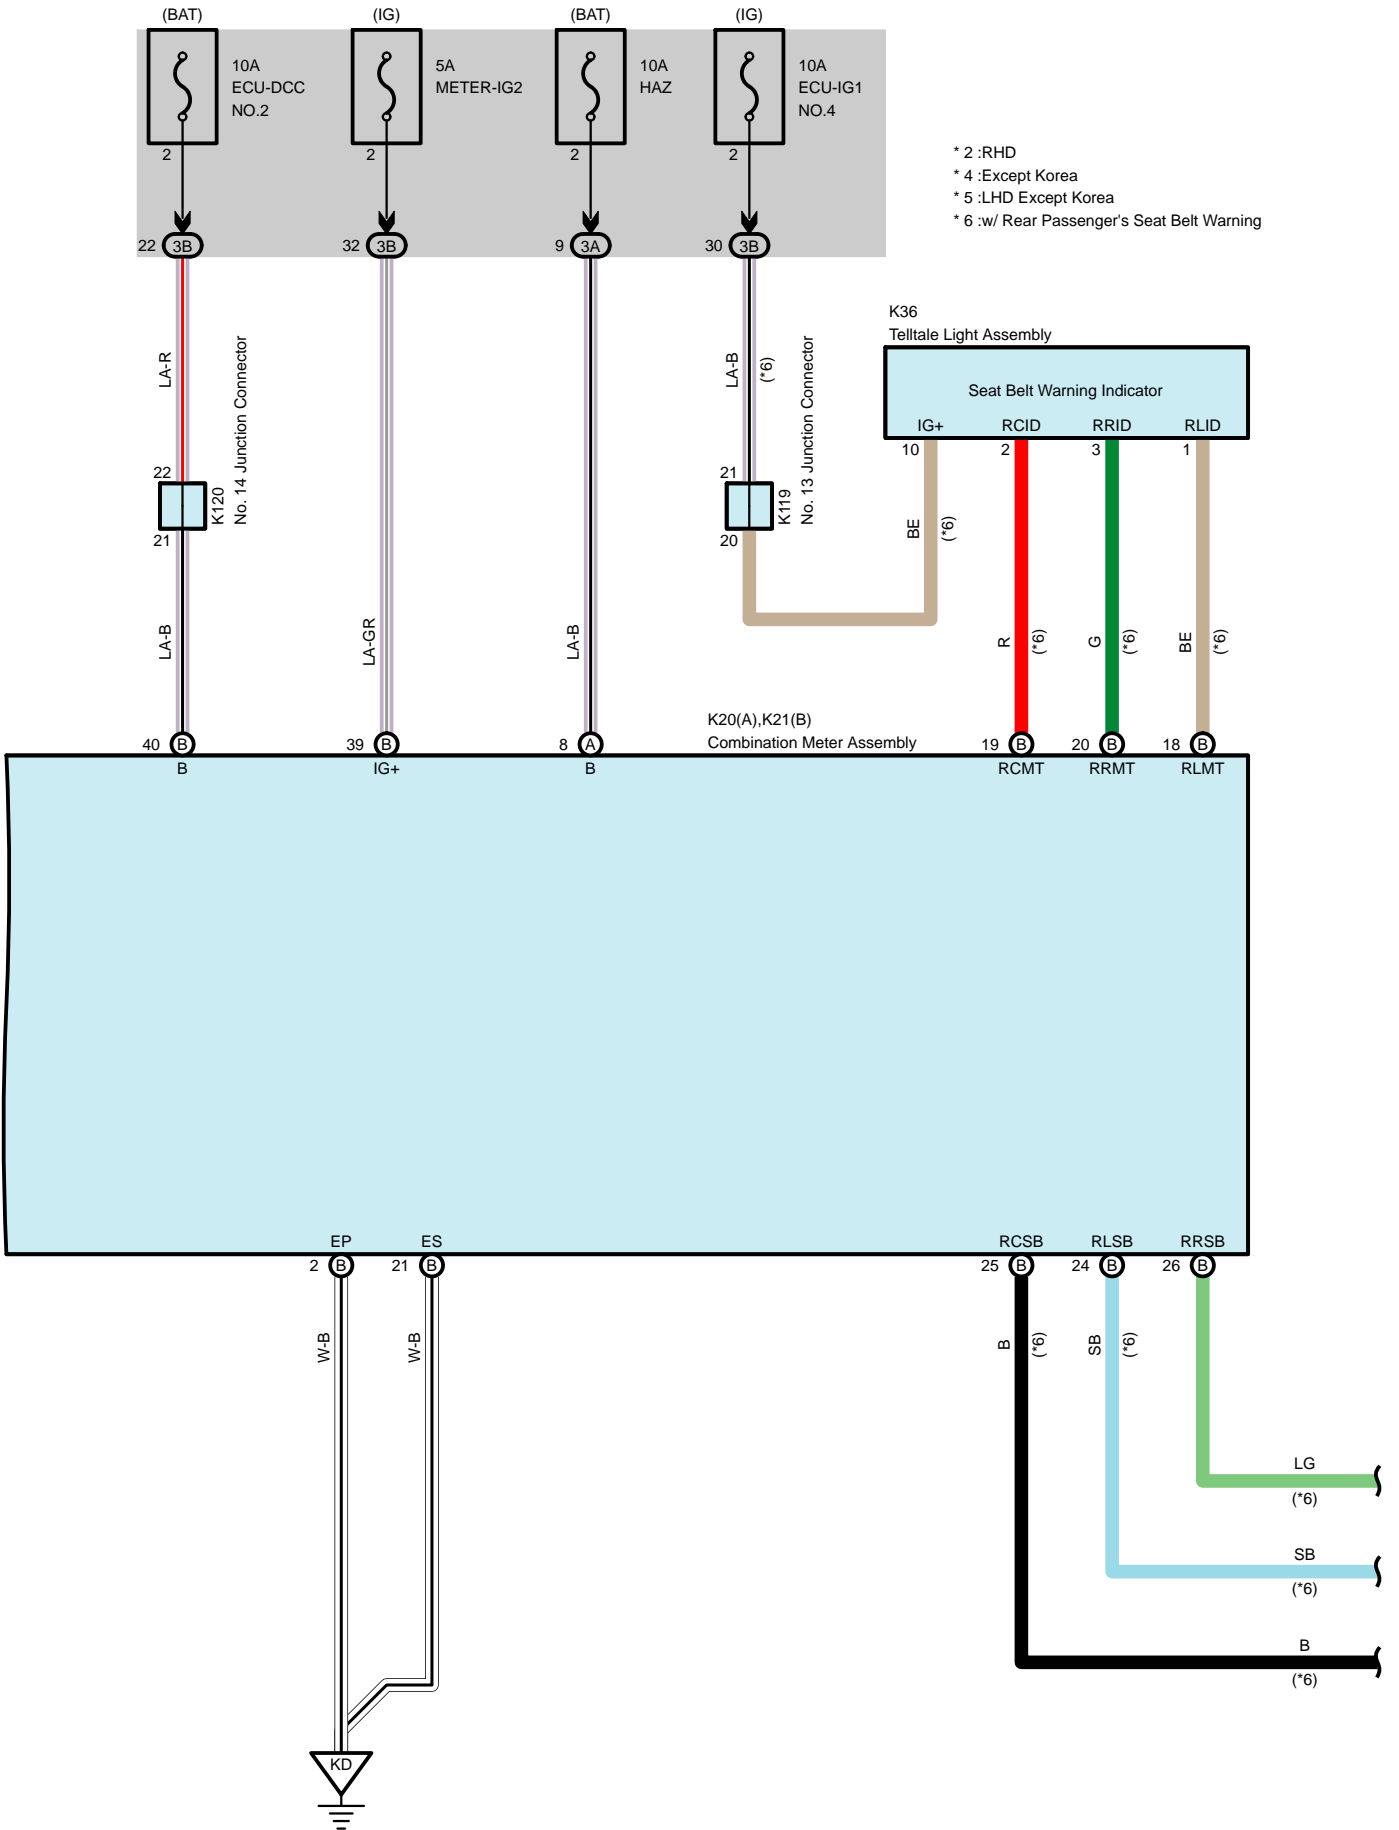 (BAT) (IG) (BAT) (IG)
10A 5A 10A 10A
ECU-DCC METER-IG2 HAZ ECU-IG1
NO.2 NO.4
2 2 2 2
22 3B 32 3B 9 3A 30 3B
* 2 :RHD
* 4 :Except Korea
* 5 :LHD Except Korea
* 6 :w/ Rear Passenger's Seat Belt Warning
K36
Telltale Light Assembly
Seat Belt Warning Indicator
IG+ RCID RRID RLID
10 2 3 1
LA-R
No. 14 Junction Connector
LA-B
(*6)
No. 13 Junction Connector
22 21
K120 K119
21 20
BE
(*6)
LA-B LA-GR LA-B
R
(*6)
G
(*6)
BE
(*6)
K20(A),K21(B)
Combination Meter Assembly
40 B 39 B 8 A 19 B 20 B 18 B
B IG+ B RCMT RRMT RLMT
EP ES RCSB RLSB RRSB
2 B 21 B 25 B 24 B 26 B
W-B W-B
B
(*6)
SB
(*6)
LG
(*6)
SB
(*6)
B
(*6)
KD